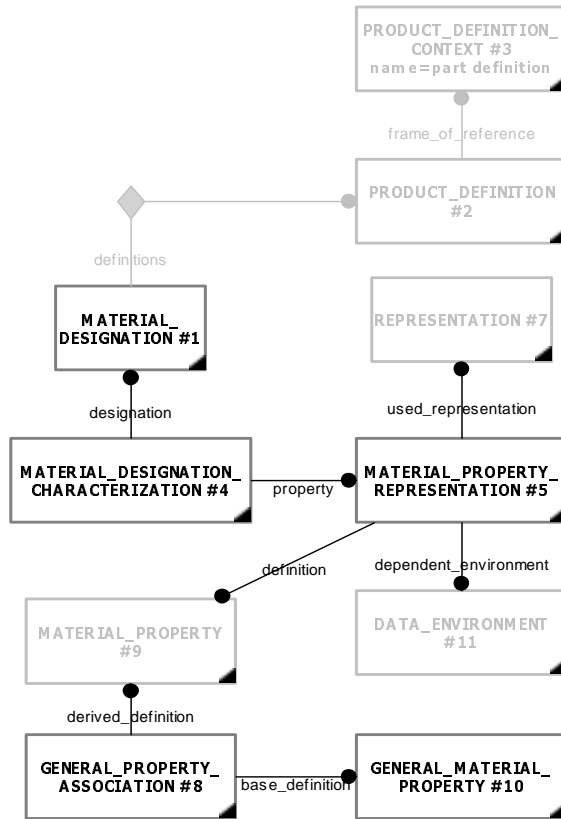 PRODUCT_DEFINITION_
CONTEXT #3
name=part definition
frame_of_reference
PRODUCT_DEFINITION
#2
definitions
MATERIAL_
DESIGNATION #1
REPRESENTATION #7
designation
used_representation
MATERIAL_DESIGNATION_
CHARACTERIZATION #4
property
MATERIAL_PROPERTY_
REPRESENTATION #5
definition
dependent_environment
MATERIAL_PROPERTY
#9
DATA_ENVIRONMENT
#11
derived_definition
GENERAL_PROPERTY_
ASSOCIATION #8
base_definition
GENERAL_MATERIAL_
PROPERTY #10